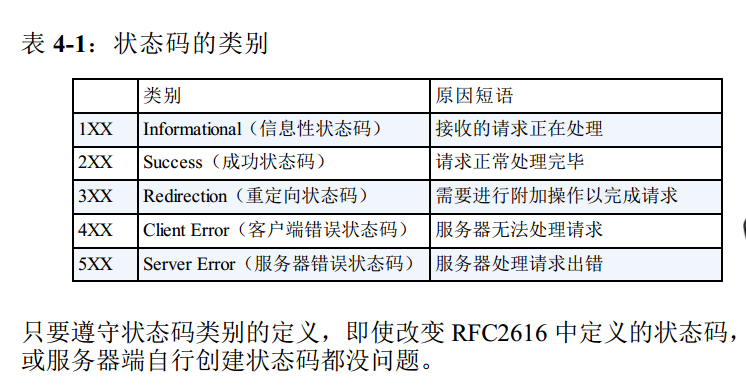 表 4-1：状态码的类别
类别 原因短语
1XX Informational（信息性状态码） 接收的请求正在处理
2XX Success（成功状态码） 请求正常处理完毕
3XX Redirection（重定向状态码） 需要进行附加操作以完成请求
4XX Client Error（客户端错误状态码） 服务器无法处理请求
5XX Server Error（服务器错误状态码） 服务器处理请求出错
只要遵守状态码类别的定义，即使改变 RFC2616 中定义的状态码，
或服务器端自行创建状态码都没问题。